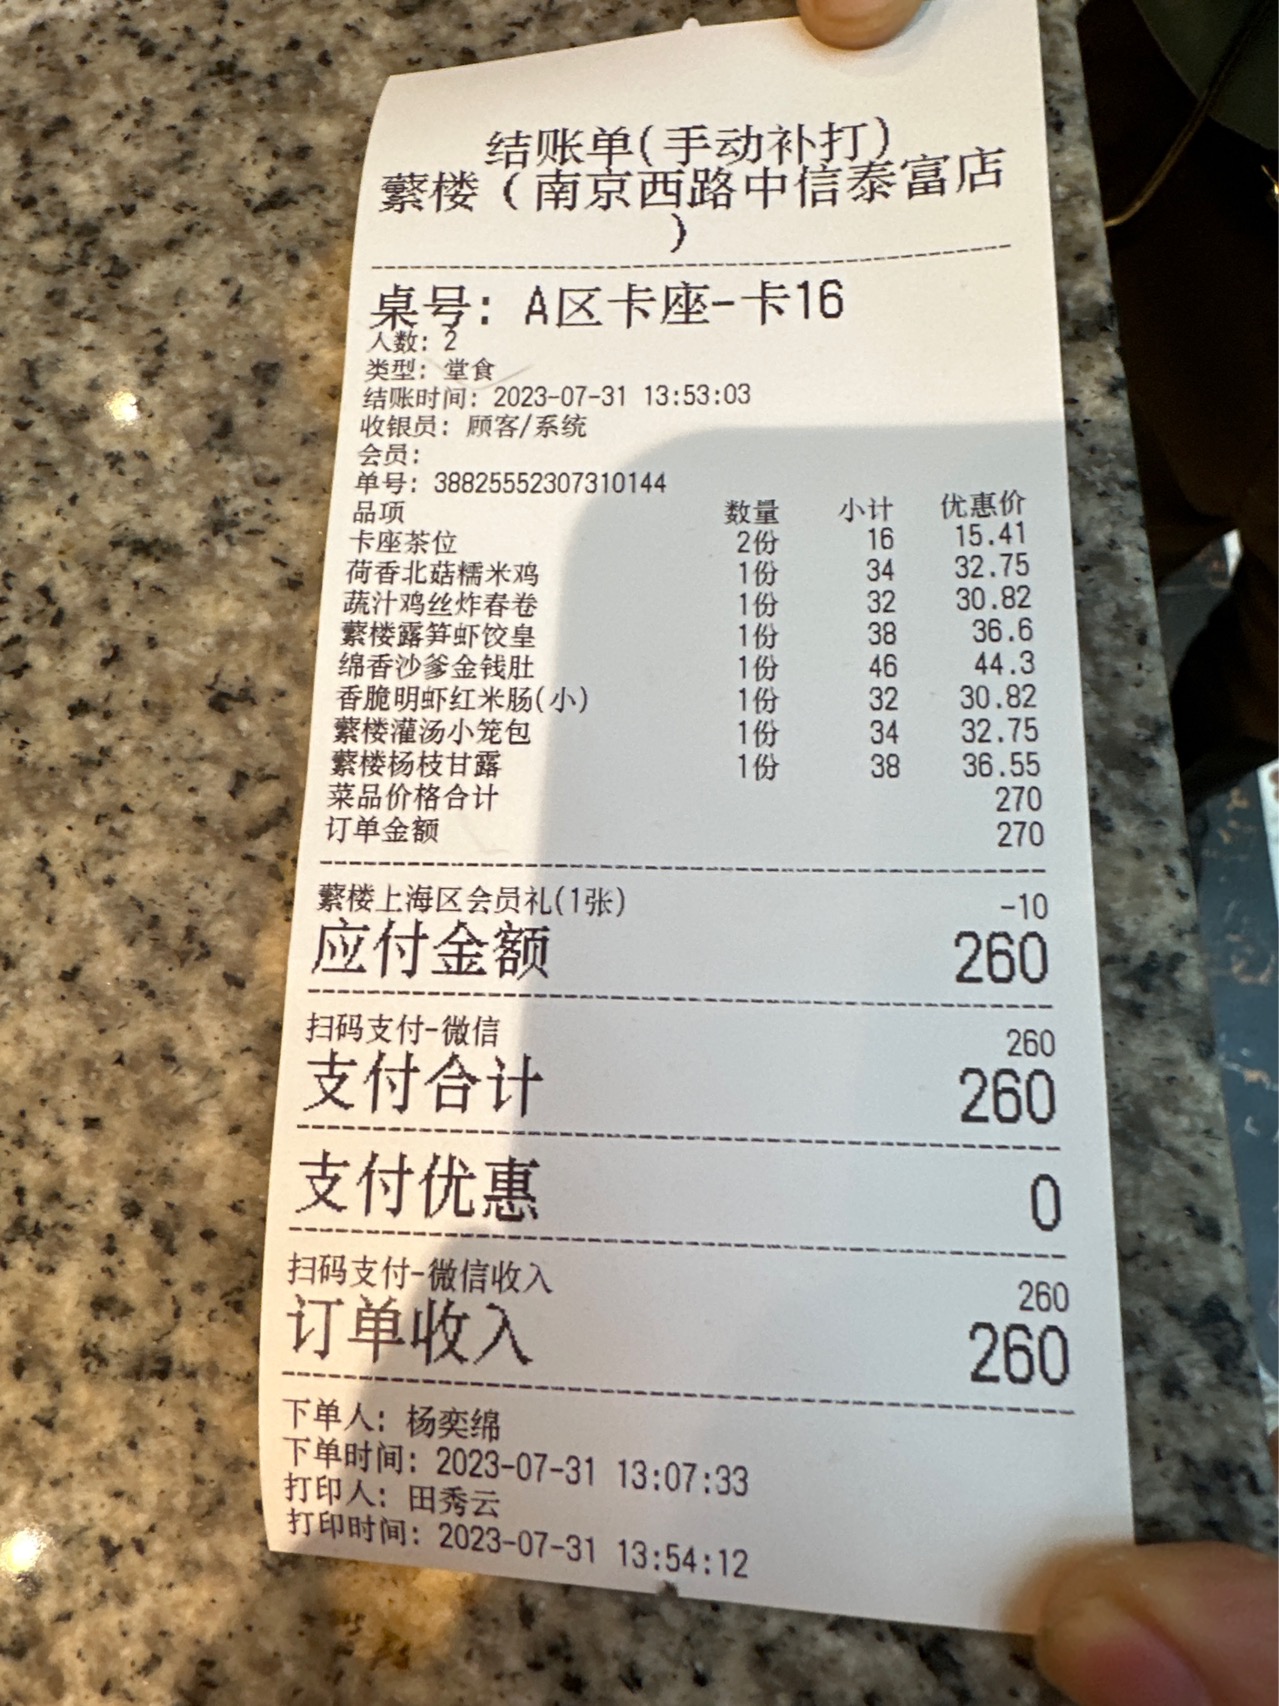 结账单(手动补打)
蘩楼（南京西路中信泰富店
）
桌号: A区卡座-卡16
人数: 2
类型: 堂食
结账时间: 2023-07-31 13:53:03
收银员: 顾客/系统
会员:
单号: 38825552307310144
品项 数量 小计 优惠价
卡座茶位 2份 16 15.41
荷香北菇糯米鸡 1份 34 32.75
蔬汁鸡丝炸春卷 1份 32 30.82
蘩楼露笋虾饺皇 1份 38 36.6
绵香沙爹金钱肚 1份 46 44.3
香脆明虾红米肠(小) 1份 32 30.82
蘩楼灌汤小笼包 1份 34 32.75
蘩楼杨枝甘露 1份 38 36.55
菜品价格合计 270
订单金额 270
蘩楼上海区会员礼(1张) -10
应付金额 260
扫码支付-微信 260
支付合计 260
支付优惠 0
扫码支付-微信收入 260
订单收入 260
下单人: 杨奕绵
下单时间: 2023-07-31 13:07:33
打印人: 田秀云
打印时间: 2023-07-31 13:54:12